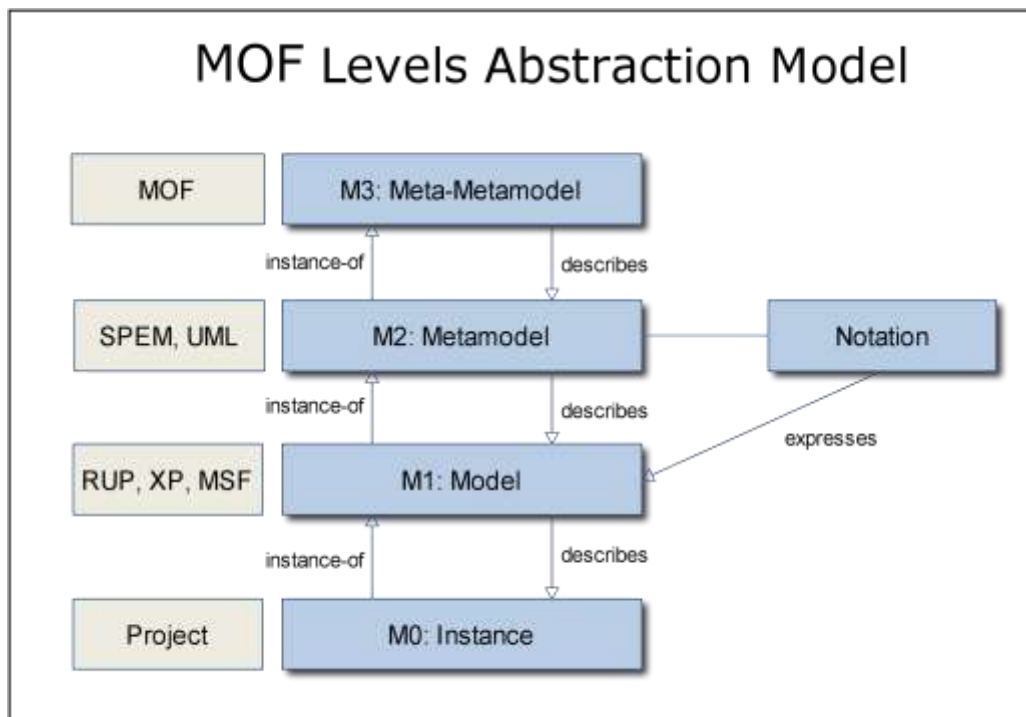 MOF Levels Abstraction Model
MOF
M3: Meta-Metamodel
instance-of
describes
SPEM, UML
M2: Metamodel
Notation
instance-of
describes
expresses
RUP, XP, MSF
M1: Model
instance-of
describes
Project
M0: Instance